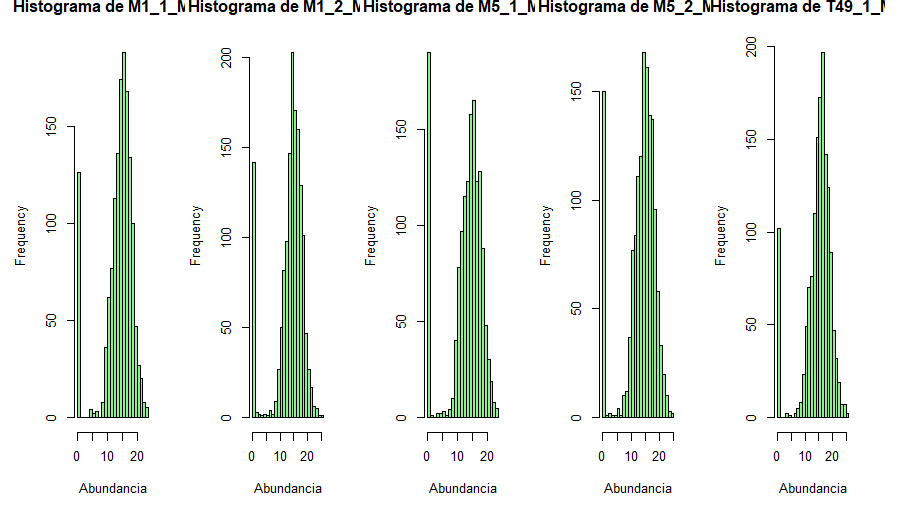 Histograma de M1_1_M
Histograma de M1_2_M
Histograma de M5_1_M
Histograma de M5_2_M
Histograma de T49_1_M
Frequency
0 50 100 150
0 10 20
Abundancia
Frequency
0 50 100 150 200
0 10 20
Abundancia
Frequency
0 50 100 150
0 10 20
Abundancia
Frequency
0 50 100 150
0 10 20
Abundancia
Frequency
0 50 100 150 200
0 10 20
Abundancia